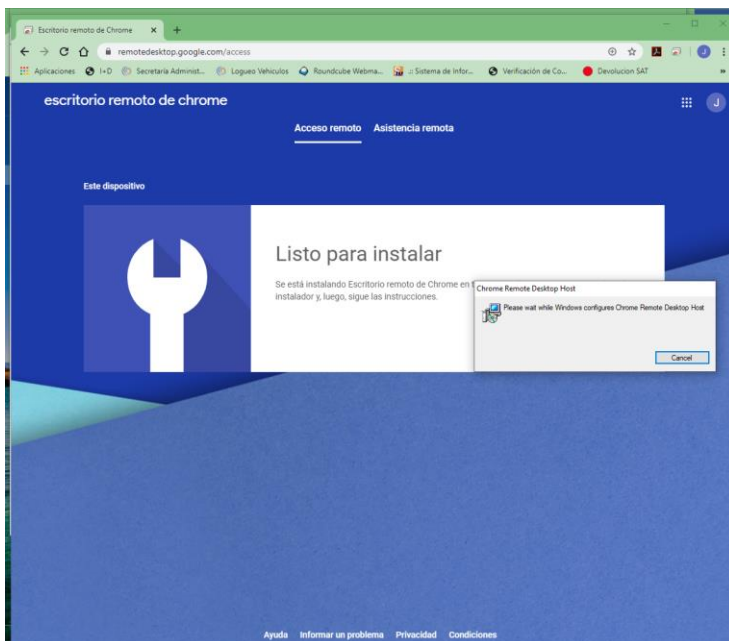 Escritorio remoto de Chrome
remotedesktop.google.com/access
Aplicaciones I+D Secretaría Administ... Logueo Vehiculos Roundcube Webma... .:: Sistema de Infor... Verificación de Co... Devolucion SAT
escritorio remoto de chrome
J
Acceso remoto Asistencia remota
Este dispositivo
Listo para instalar
Se está instalando Escritorio remoto de Chrome en
instalador y, luego, sigue las instrucciones.
Chrome Remote Desktop Host
Please wait while Windows configures Chrome Remote Desktop Host
Cancel
Ayuda Informar un problema Privacidad Condiciones